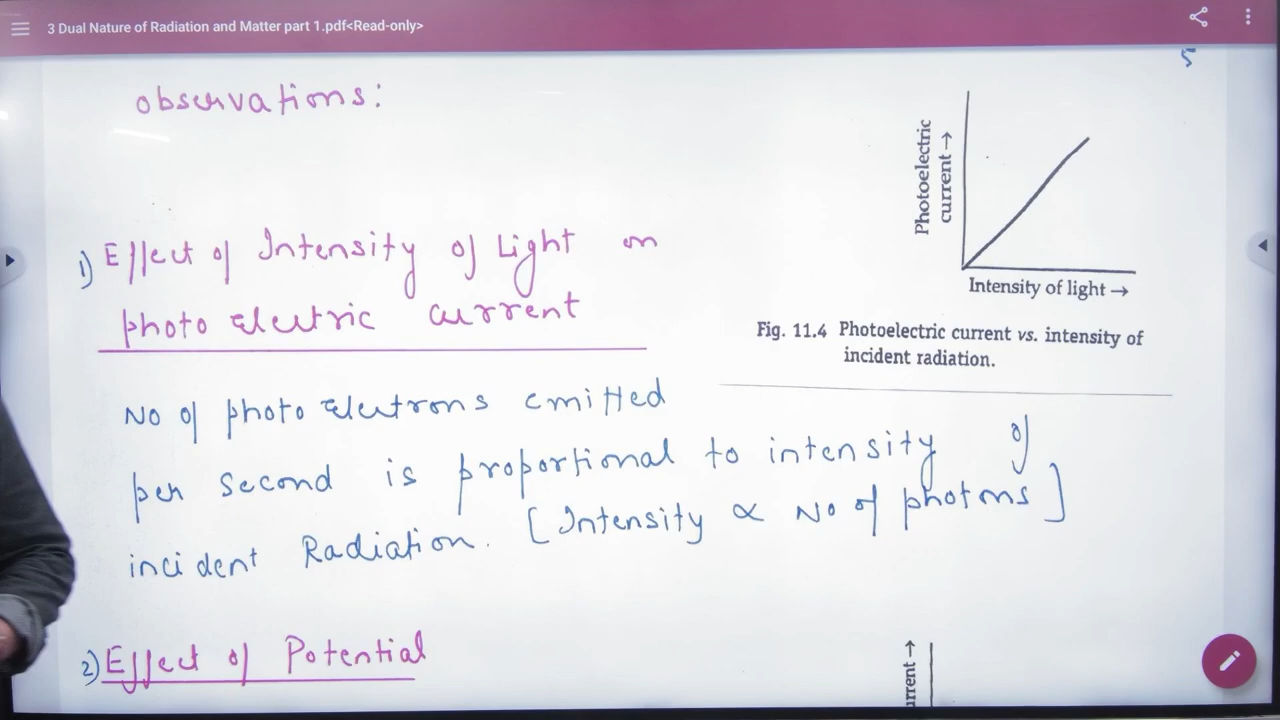 3 Dual Nature of Radiation and Matter part 1.pdf<Read-only>
5
observations:
Photoelectric
current →
Intensity of light →
Fig. 11.4 Photoelectric current vs. intensity of
incident radiation.
1) Effect of Intensity of Light on
photo electric current
No of photo electrons emitted
per second is proportional to intensity of
incident Radiation. [Intensity ∝ No of photons]
2) Effect of Potential
urrent →